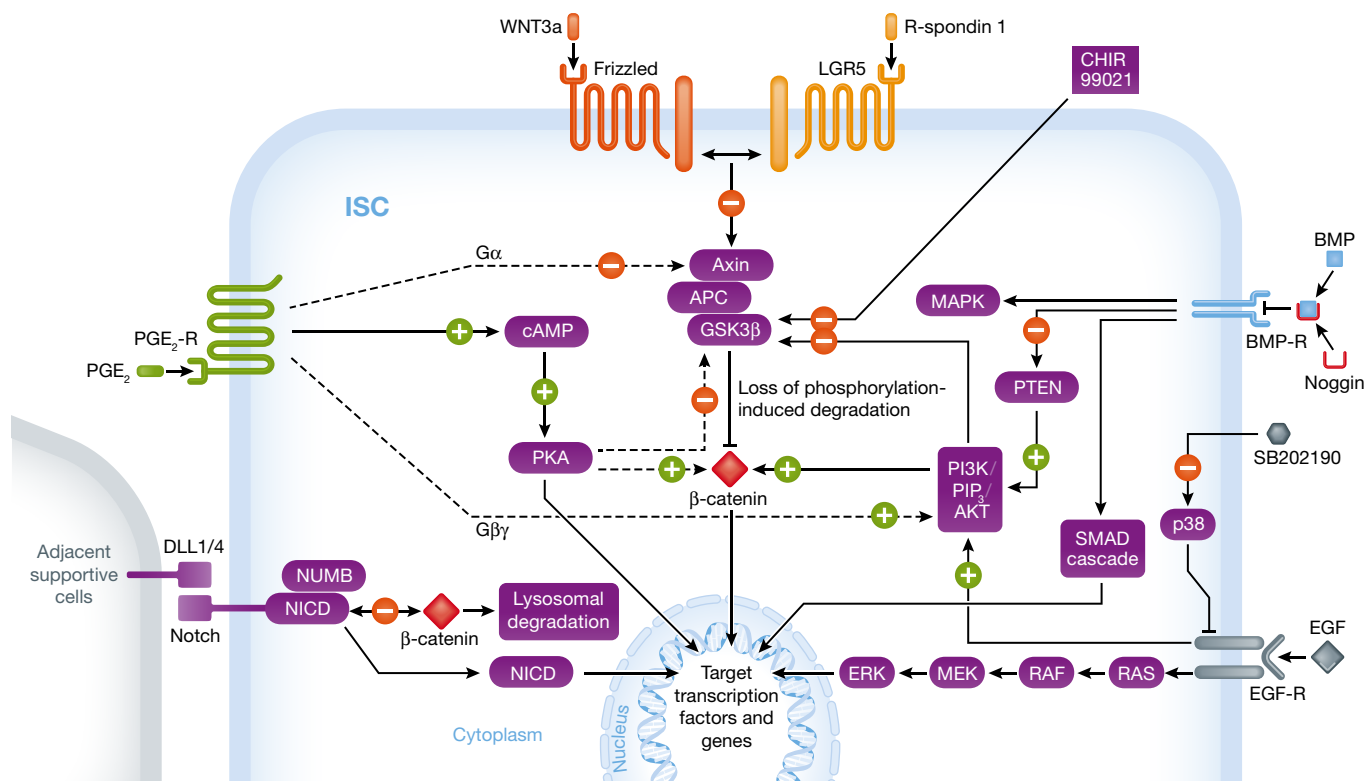 WNT3a
R-spondin 1
Frizzled
LGR5
CHIR
99021
ISC
Gα
Axin
APC
GSK3β
MAPK
BMP
BMP-R
Noggin
cAMP
PGE₂-R
PGE₂
PTEN
Loss of phosphorylation-
induced degradation
PKA
β-catenin
PI3K/
PIP₃/
AKT
SB202190
p38
Gβγ
SMAD
cascade
Adjacent
supportive
cells
DLL1/4
Notch
NUMB
NICD
β-catenin
Lysosomal
degradation
NICD
Target
transcription
factors and
genes
ERK
MEK
RAF
RAS
EGF
EGF-R
Cytoplasm
Nucleus